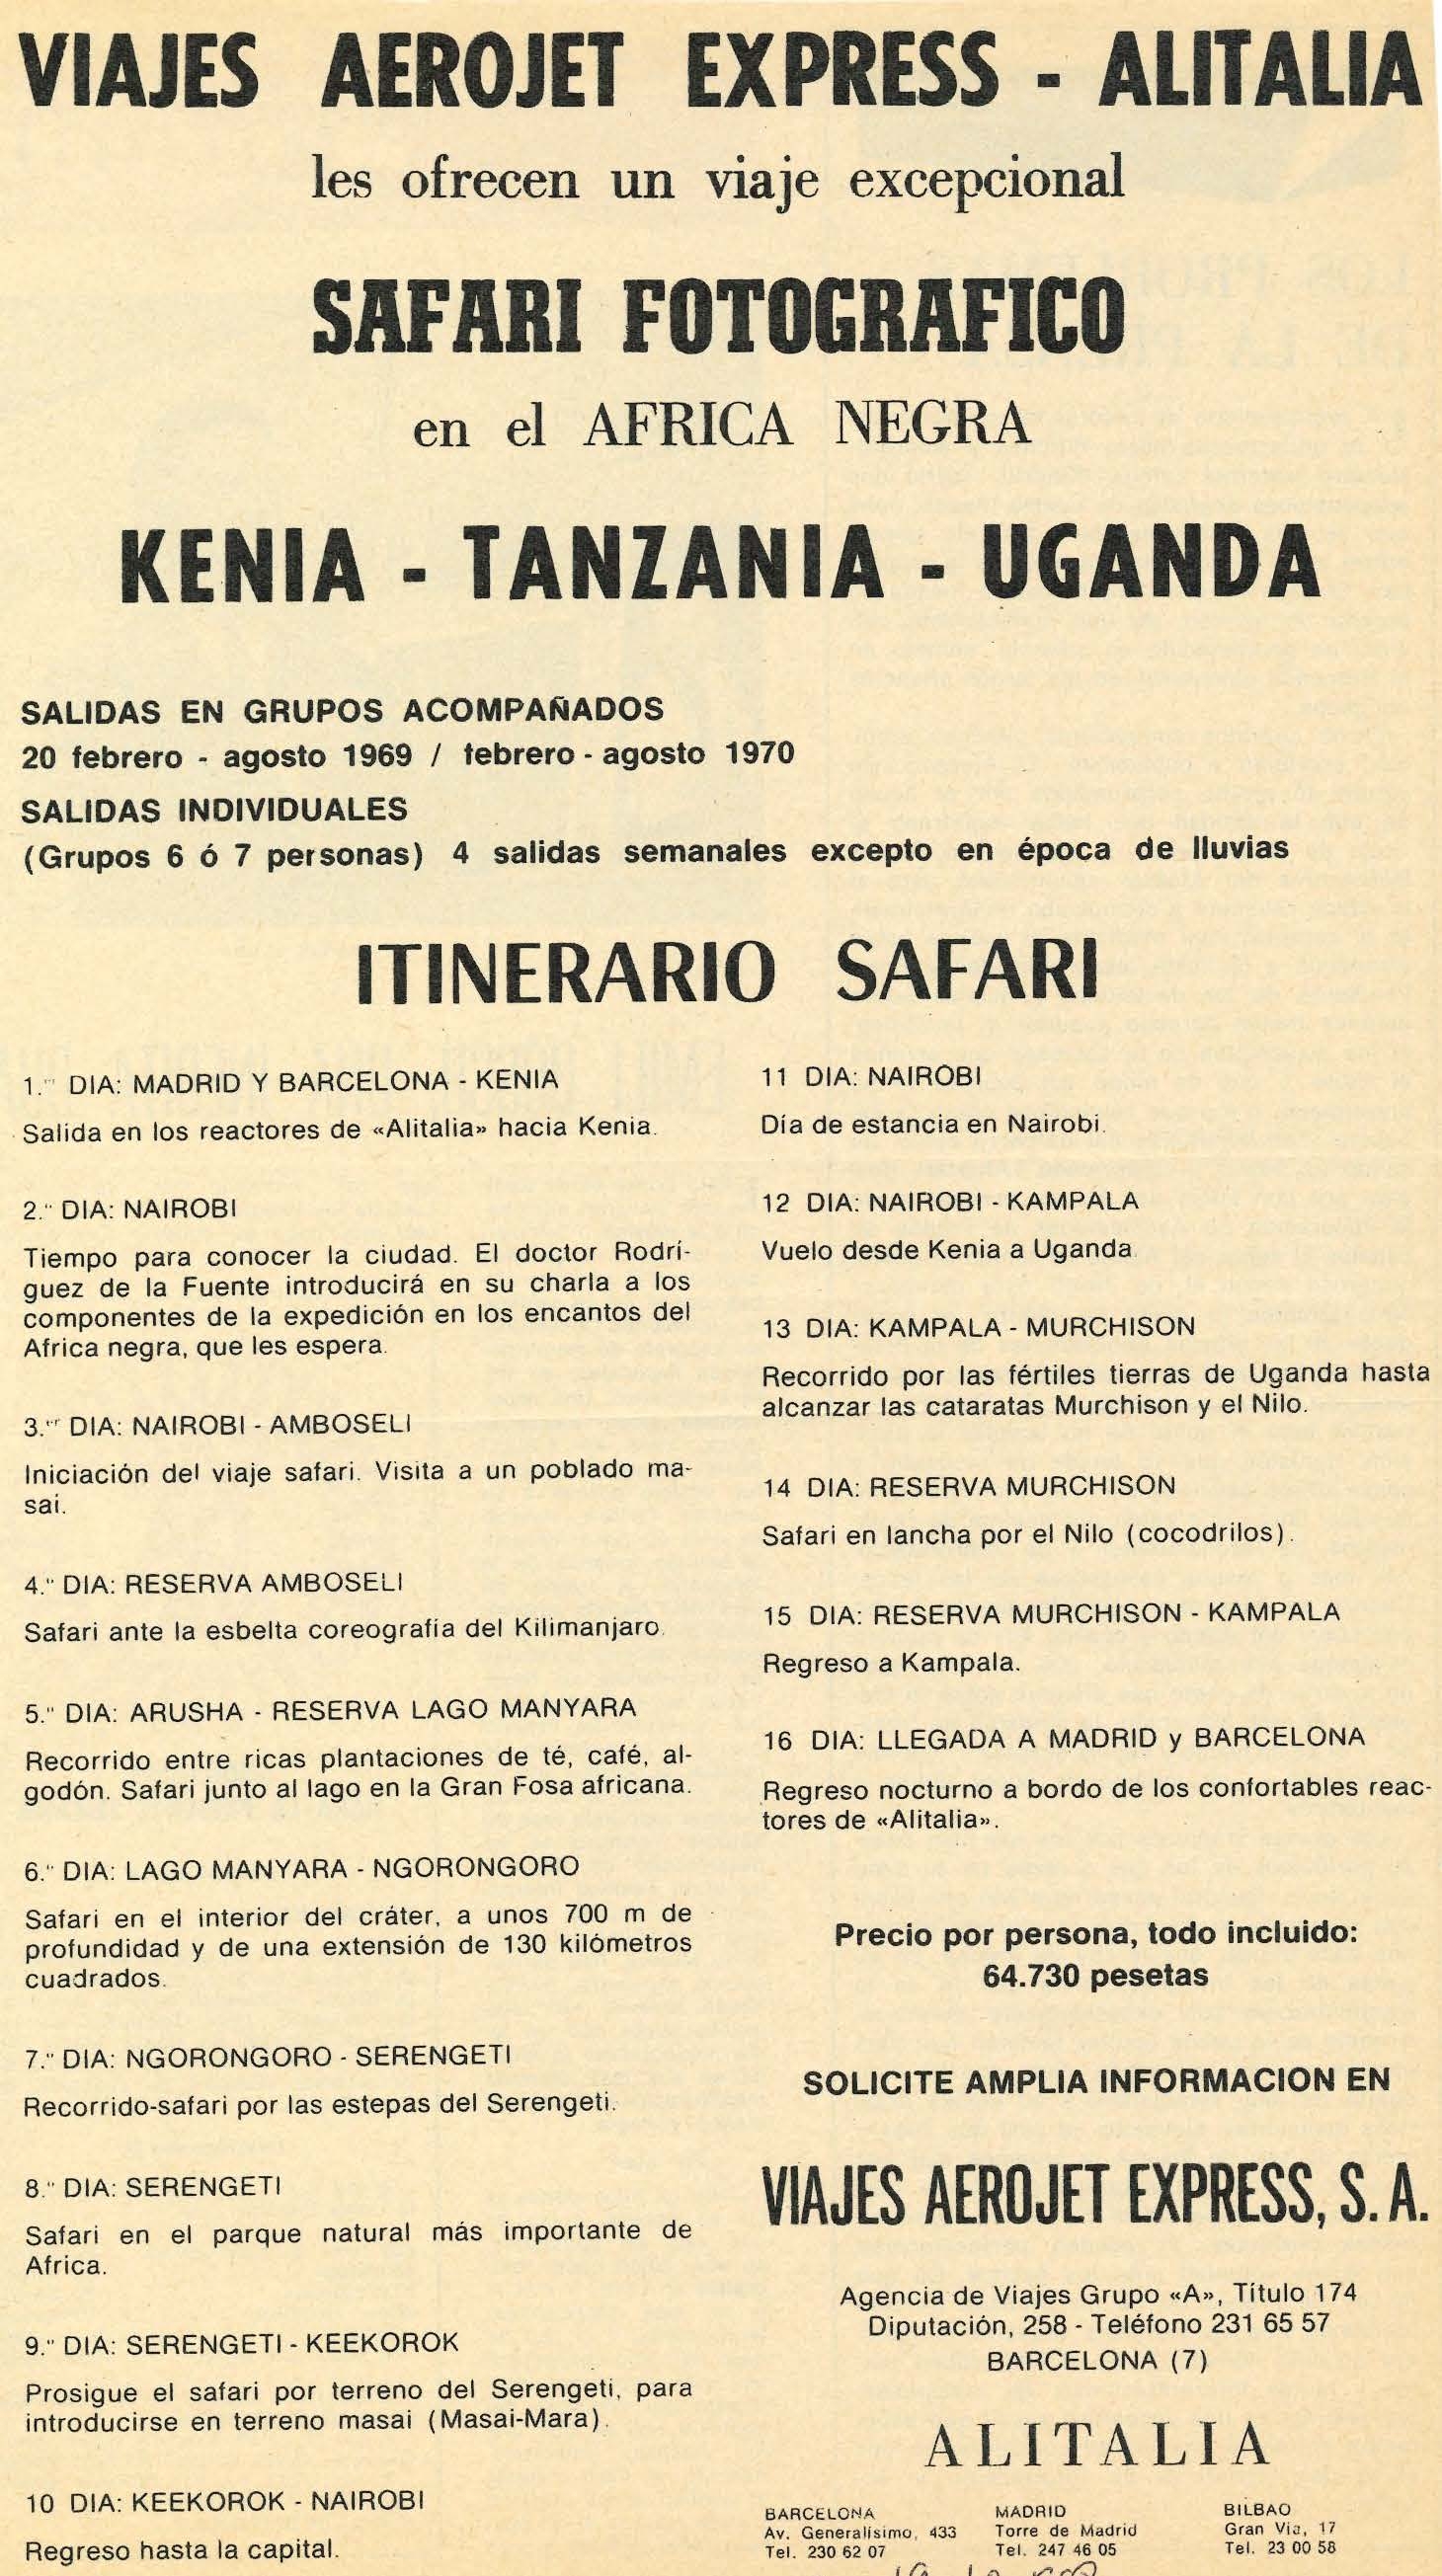 VIAJES AEROJET EXPRESS - ALITALIA
les ofrecen un viaje excepcional
SAFARI FOTOGRAFICO
en el AFRICA NEGRA
KENIA - TANZANIA - UGANDA
SALIDAS EN GRUPOS ACOMPAÑADOS
20 febrero - agosto 1969 / febrero - agosto 1970
SALIDAS INDIVIDUALES
(Grupos 6 ó 7 personas) 4 salidas semanales excepto en época de lluvias
ITINERARIO SAFARI
1.er DIA: MADRID Y BARCELONA - KENIA
Salida en los reactores de «Alitalia» hacia Kenia.
2.º DIA: NAIROBI
Tiempo para conocer la ciudad. El doctor Rodrí-
guez de la Fuente introducirá en su charla a los
componentes de la expedición en los encantos del
Africa negra, que les espera.
3.er DIA: NAIROBI - AMBOSELI
Iniciación del viaje safari. Visita a un poblado ma-
sai.
4.º DIA: RESERVA AMBOSELI
Safari ante la esbelta coreografía del Kilimanjaro.
5.º DIA: ARUSHA - RESERVA LAGO MANYARA
Recorrido entre ricas plantaciones de té, café, al-
godón. Safari junto al lago en la Gran Fosa africana.
6.º DIA: LAGO MANYARA - NGORONGORO
Safari en el interior del cráter, a unos 700 m de
profundidad y de una extensión de 130 kilómetros
cuadrados.
7.º DIA: NGORONGORO - SERENGETI
Recorrido-safari por las estepas del Serengeti.
8.º DIA: SERENGETI
Safari en el parque natural más importante de
Africa.
9.º DIA: SERENGETI - KEEKOROK
Prosigue el safari por terreno del Serengeti, para
introducirse en terreno masai (Masai-Mara).
10 DIA: KEEKOROK - NAIROBI
Regreso hasta la capital.
11 DIA: NAIROBI
Día de estancia en Nairobi.
12 DIA: NAIROBI - KAMPALA
Vuelo desde Kenia a Uganda.
13 DIA: KAMPALA - MURCHISON
Recorrido por las fértiles tierras de Uganda hasta
alcanzar las cataratas Murchison y el Nilo.
14 DIA: RESERVA MURCHISON
Safari en lancha por el Nilo (cocodrilos).
15 DIA: RESERVA MURCHISON - KAMPALA
Regreso a Kampala.
16 DIA: LLEGADA A MADRID y BARCELONA
Regreso nocturno a bordo de los confortables reac-
tores de «Alitalia».
Precio por persona, todo incluido:
64.730 pesetas
SOLICITE AMPLIA INFORMACION EN
VIAJES AEROJET EXPRESS, S. A.
Agencia de Viajes Grupo «A», Título 174
Diputación, 258 - Teléfono 231 65 57
BARCELONA (7)
ALITALIA
BARCELONA
Av. Generalísimo, 433
Tel. 230 62 07
MADRID
Torre de Madrid
Tel. 247 46 05
BILBAO
Gran Vía, 17
Tel. 23 00 58